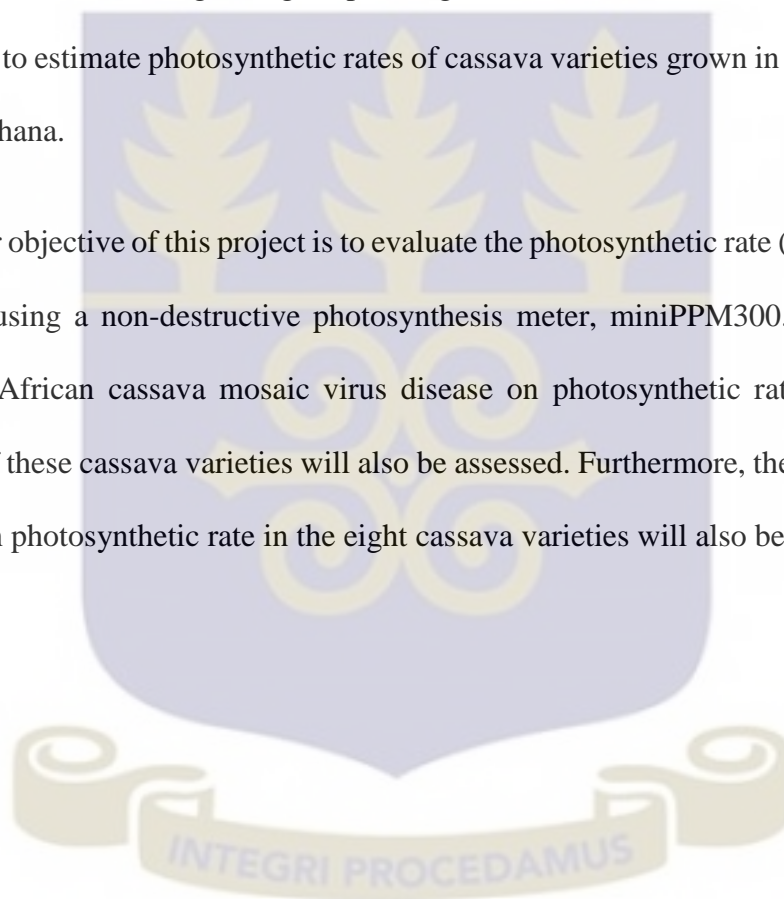 to estimate photosynthetic rates of cassava varieties grown in
hana.
objective of this project is to evaluate the photosynthetic rate (
using a non-destructive photosynthesis meter, miniPPM300.
African cassava mosaic virus disease on photosynthetic rat
these cassava varieties will also be assessed. Furthermore, the
photosynthetic rate in the eight cassava varieties will also be
INTEGRI PROCEDAMUS